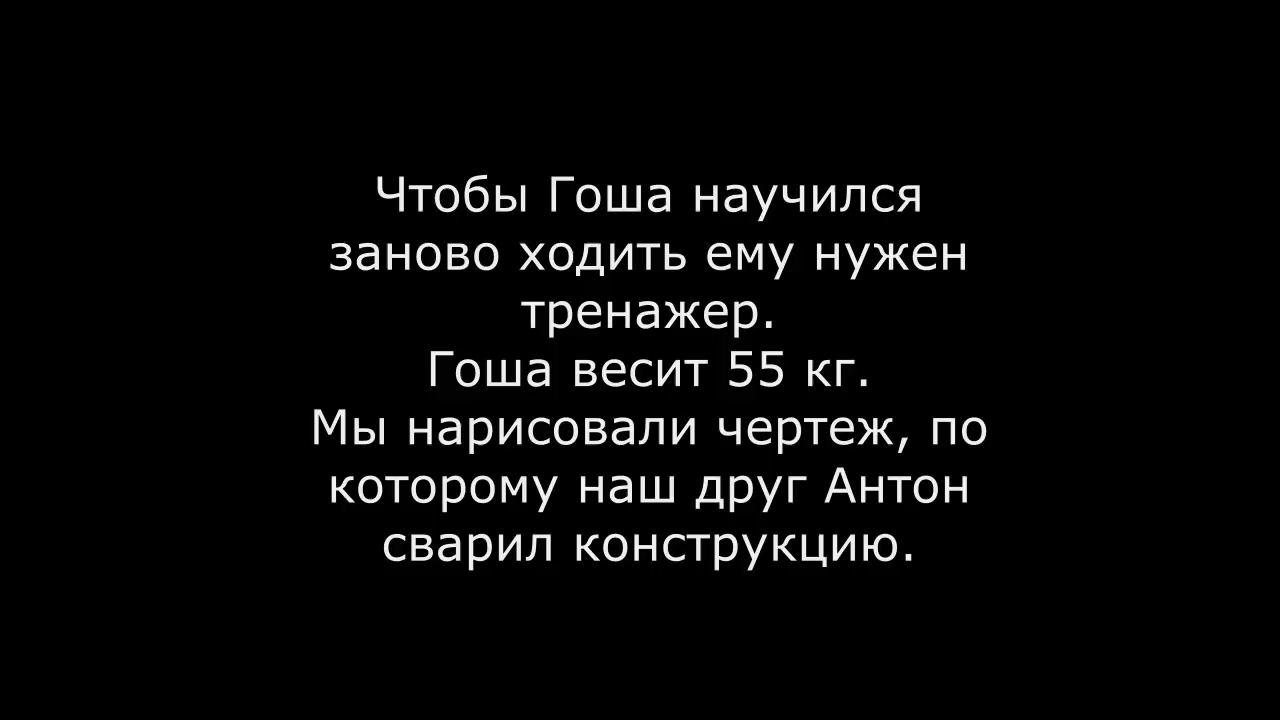 Чтобы Гоша научился
заново ходить ему нужен
тренажер.
Гоша весит 55 кг.
Мы нарисовали чертеж, по
которому наш друг Антон
сварил конструкцию.